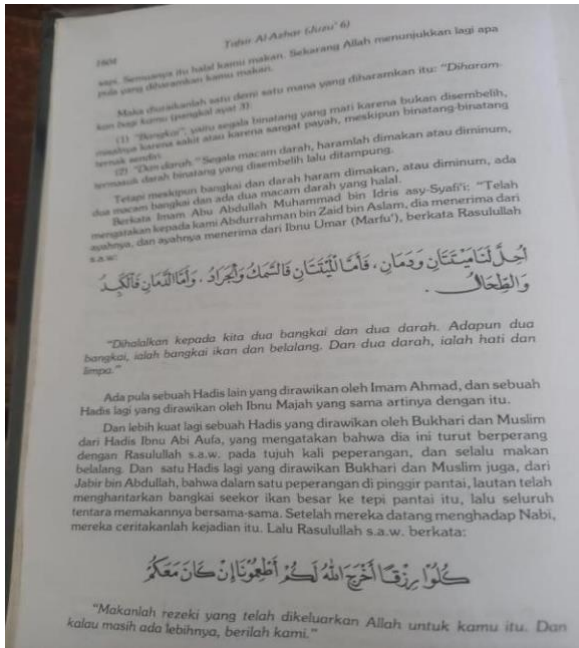 1604
Tafsir Al-Azhar (Juzu' 6)
sapi. Semuanya itu halal kamu makan. Sekarang Allah menunjukkan lagi apa
pula yang diharamkan kamu makan.
Maka diuraikanlah satu demi satu mana yang diharamkan itu: "Diharam-
kan bagi kamu (pangkal ayat 3).
(1) "Bangkai", yaitu segala binatang yang mati karena bukan disembelih,
misalnya karena sakit atau karena sangat payah, meskipun binatang-binatang
ternak sendiri.
(2) "Dan darah." Segala macam darah, haramlah dimakan atau diminum,
termasuk darah binatang yang disembelih lalu ditampung.
Tetapi meskipun bangkai dan darah haram dimakan, atau diminum, ada
dua macam bangkai dan ada dua macam darah yang halal.
Berkata Imam Abu Abdullah Muhammad bin Idris asy-Syafi'i: "Telah
mengatakan kepada kami Abdurrahman bin Zaid bin Aslam, dia menerima dari
ayahnya, dan ayahnya menerima dari Ibnu Umar (Marfu'), berkata Rasulullah
s.a.w:
أُحِلَّ لَنَا مَيْتَتَانِ وَدَمَانِ، فَأَمَّا الْمَيْتَتَانِ فَالسَّمَكُ وَالْجَرَادُ. وَأَمَّا الدَّمَانِ فَالْكَبِدُ
وَالطِّحَالُ.
"Dihalalkan kepada kita dua bangkai dan dua darah. Adapun dua
bangkai, ialah bangkai ikan dan belalang. Dan dua darah, ialah hati dan
limpa."
Ada pula sebuah Hadis lain yang dirawikan oleh Imam Ahmad, dan sebuah
Hadis lagi yang dirawikan oleh Ibnu Majah yang sama artinya dengan itu.
Dan lebih kuat lagi sebuah Hadis yang dirawikan oleh Bukhari dan Muslim
dari Hadis Ibnu Abi Aufa, yang mengatakan bahwa dia ini turut berperang
dengan Rasulullah s.a.w. pada tujuh kali peperangan, dan selalu makan
belalang. Dan satu Hadis lagi yang dirawikan Bukhari dan Muslim juga, dari
Jabir bin Abdullah, bahwa dalam satu peperangan di pinggir pantai, lautan telah
menghantarkan bangkai seekor ikan besar ke tepi pantai itu, lalu seluruh
tentara memakannya bersama-sama. Setelah mereka datang menghadap Nabi,
mereka ceritakanlah kejadian itu. Lalu Rasulullah s.a.w. berkata:
كُلُوْا رِزْقًا أَخْرَجَ اللهُ لَكُمْ أَطْعِمُوْنَا إِنْ كَانَ مَعَكُمْ
"Makanlah rezeki yang telah dikeluarkan Allah untuk kamu itu. Dan
kalau masih ada lebihnya, berilah kami."